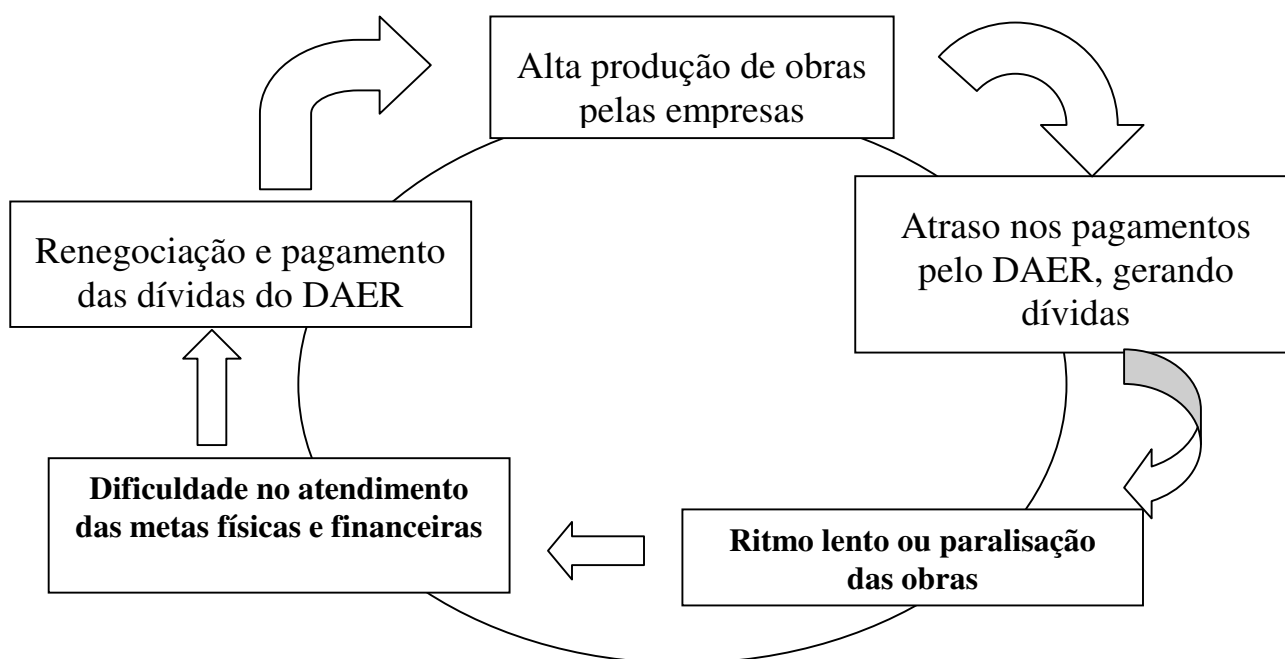 Alta produção de obras
pelas empresas
Atraso nos pagamentos
pelo DAER, gerando
dívidas
Renegociação e pagamento
das dívidas do DAER
Dificuldade no atendimento
das metas físicas e financeiras
Ritmo lento ou paralisação
das obras